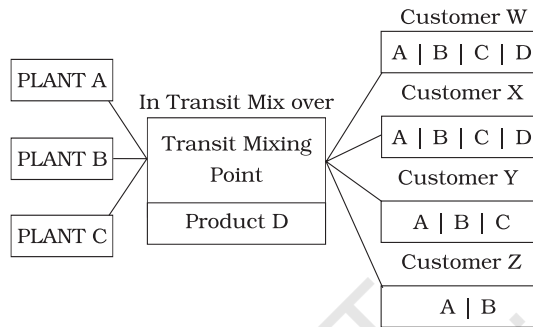 Customer W
A | B | C | D
PLANT A
In Transit Mix over
Customer X
Transit Mixing
Point
A | B | C | D
PLANT B
Customer Y
Product D
A | B | C
PLANT C
Customer Z
A | B